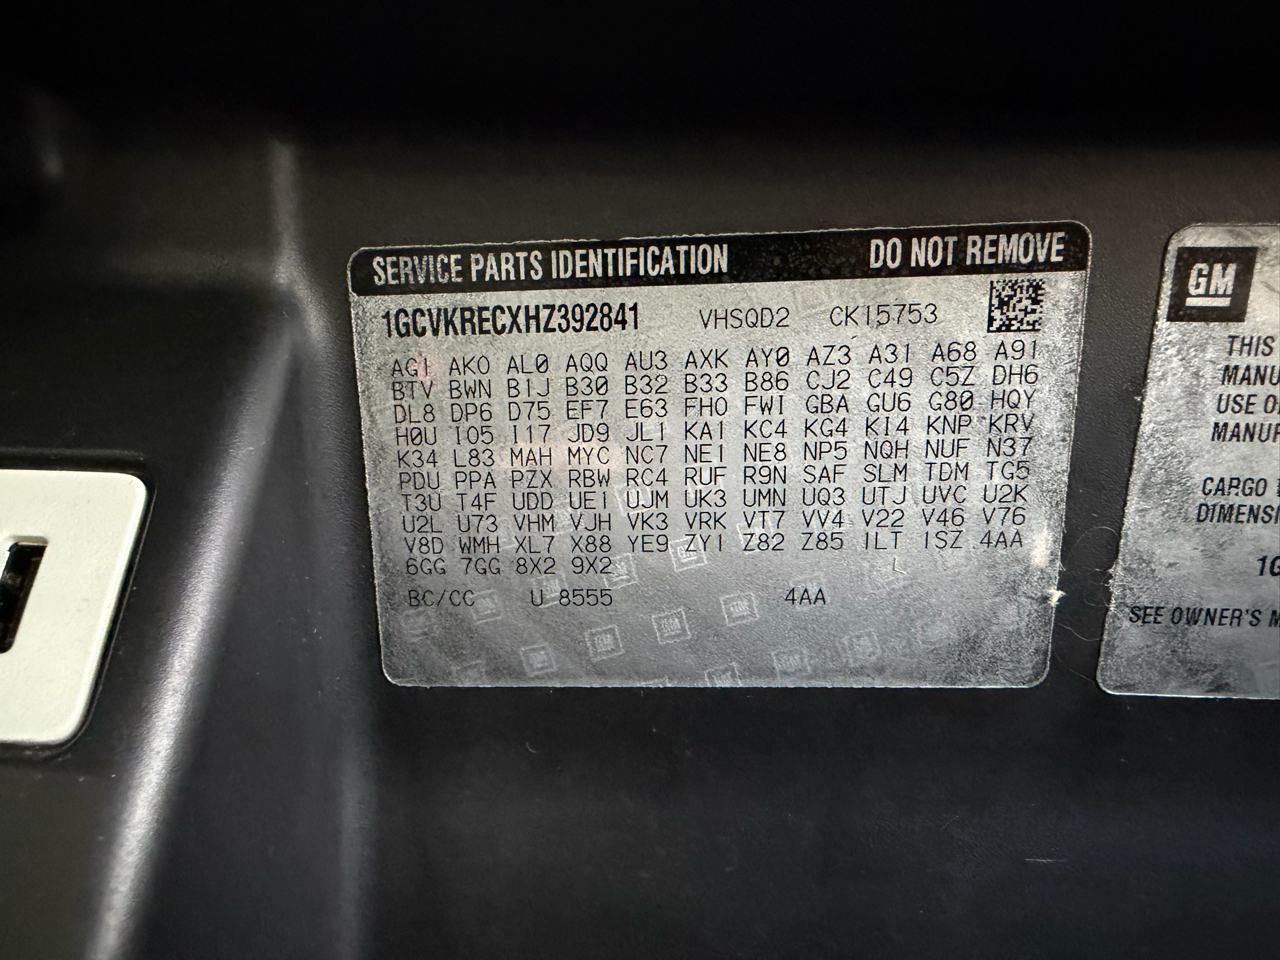 SERVICE PARTS IDENTIFICATION DO NOT REMOVE
1GCVKRECXHZ392841 VHSQD2 CK15753
AG1 AK0 AL0 AQQ AU3 AXK AY0 AZ3 A31 A68 A91
BTV BWN B1J B30 B32 B33 B86 CJ2 C49 C5Z DH6
DL8 DP6 D75 EF7 E63 FHO FWI GBA GU6 G80 HQY
H0U I05 I17 JD9 JL1 KA1 KC4 KG4 KI4 KNP KRV
K34 L83 MAH MYC NC7 NE1 NE8 NP5 NQH NUF N37
PDU PPA PZX RBW RC4 RUF R9N SAF SLM TDM TG5
T3U T4F UDD UE1 UJM UK3 UMN UQ3 UTJ UVC U2K
U2L U73 VHM VJH VK3 VRK VT7 VV4 V22 V46 V76
V8D WMH XL7 X88 YE9 ZY1 Z82 Z85 1LT 1SZ 4AA
6GG 7GG 8X2 9X2
BC/CC U 8555 4AA
GM
THIS
MANU
USE O
MANUF
CARGO
DIMENSI
1G
SEE OWNER'S M